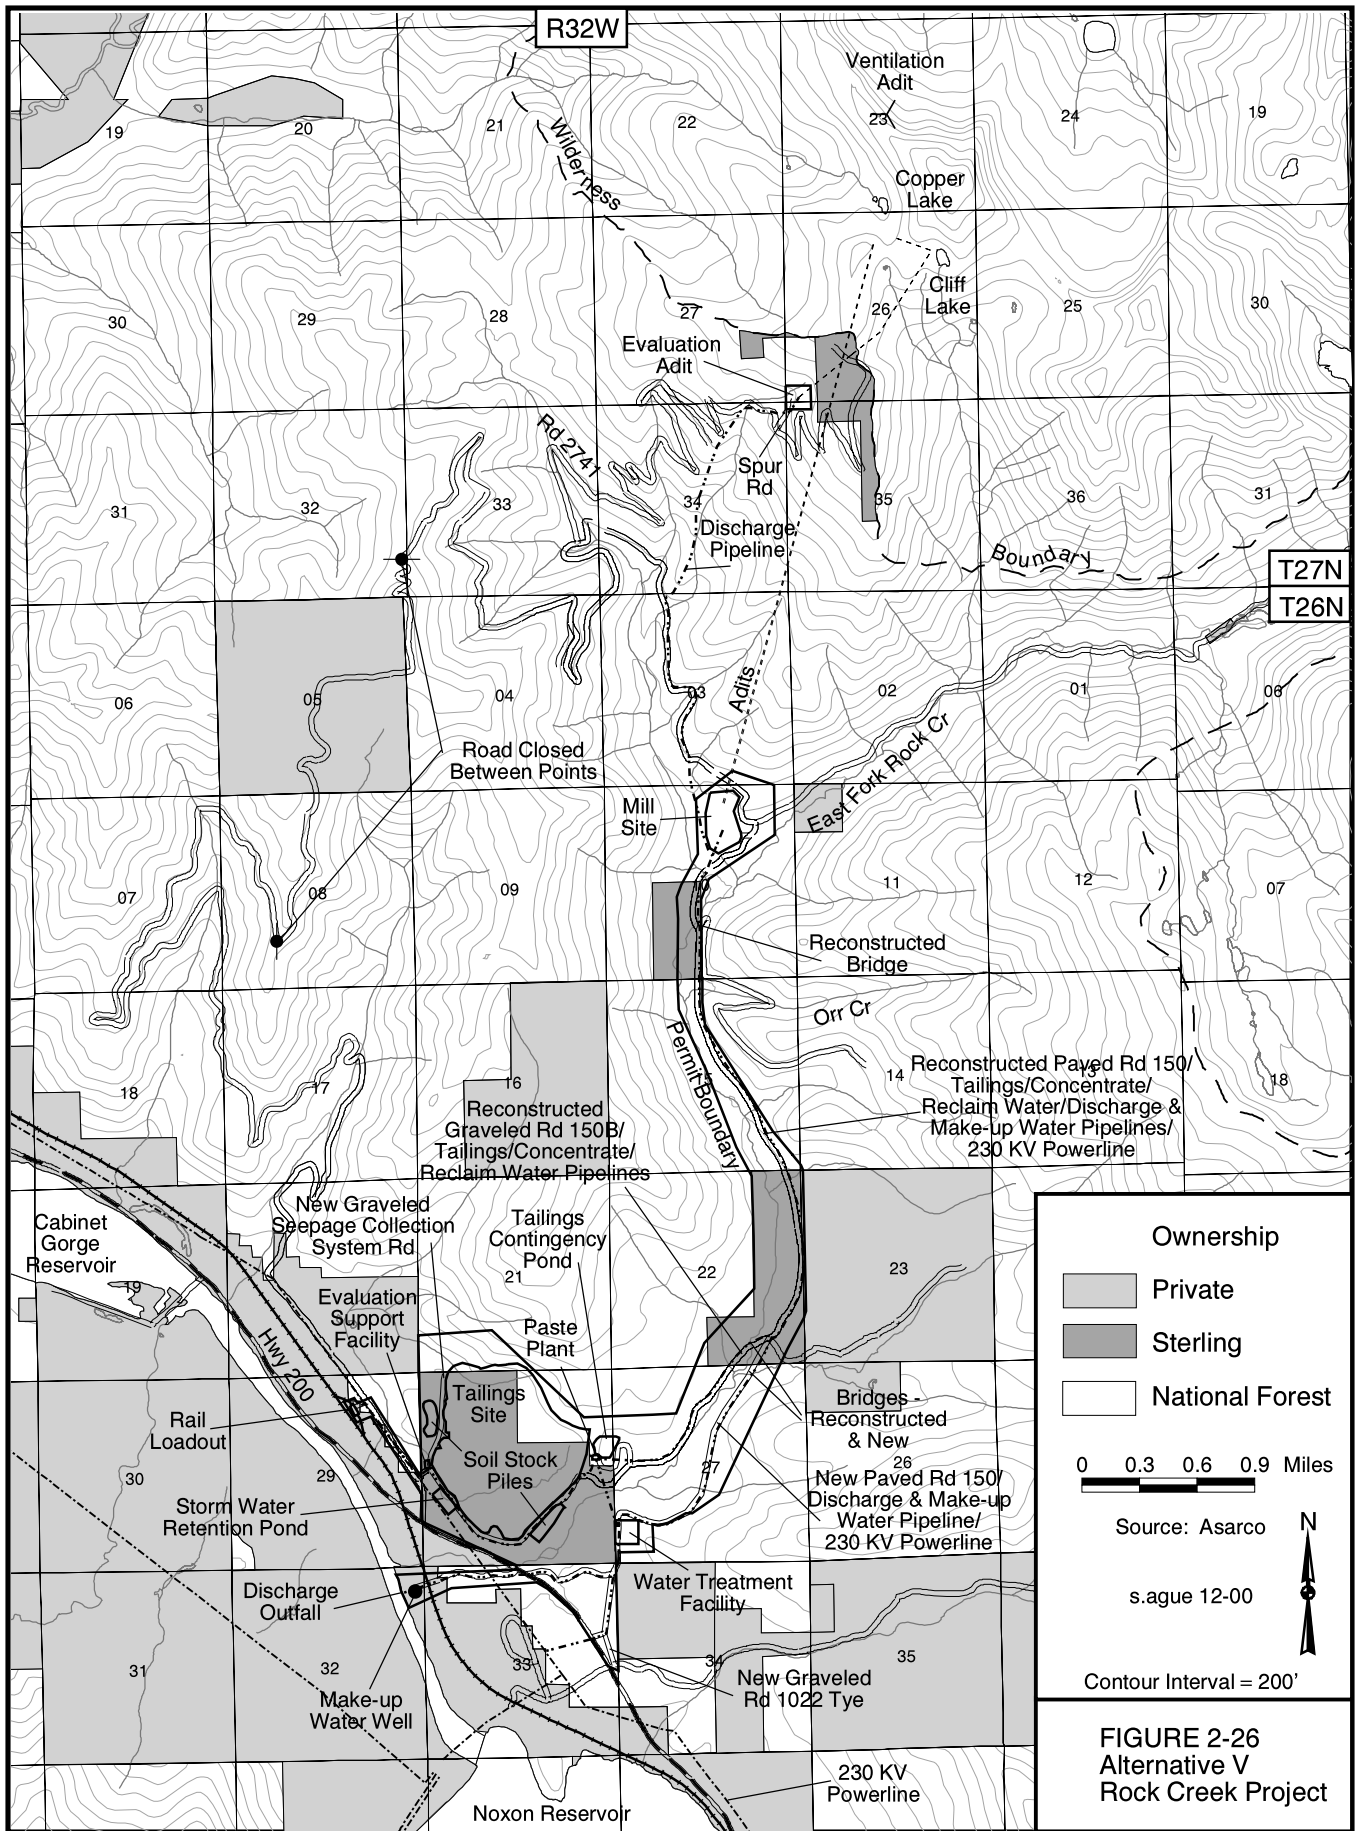 R32W
Ventilation
Adit
19
20
21
22
23
24
19
Wilderness
Copper
Lake
30
29
28
27
26
25
30
Cliff
Lake
Evaluation
Adit
Rd 2741
Spur
Rd
31
32
33
34
35
36
31
Discharge
Pipeline
Boundary
T27N
T26N
06
05
04
03
02
01
06
Adits
East Fork Rock Cr
Road Closed
Between Points
Mill
Site
07
08
09
11
12
07
Reconstructed
Bridge
Orr Cr
Permit Boundary
18
17
16
14
13
18
Reconstructed Paved Rd 150/
Tailings/Concentrate/
Reclaim Water/Discharge &
Make-up Water Pipelines/
230 KV Powerline
Reconstructed
Graveled Rd 150B/
Tailings/Concentrate/
Reclaim Water Pipelines
New Graveled
Seepage Collection
System Rd
Tailings
Contingency
Pond
Cabinet
Gorge
Reservoir
19
21
22
23
Evaluation
Support
Facility
Paste
Plant
Hwy 200
Tailings
Site
Rail
Loadout
Soil Stock
Piles
Bridges -
Reconstructed
& New
30
29
27
26
Storm Water
Retention Pond
New Paved Rd 150/
Discharge & Make-up
Water Pipeline/
230 KV Powerline
Discharge
Outfall
Water Treatment
Facility
31
32
33
34
35
Make-up
Water Well
New Graveled
Rd 1022 Tye
230 KV
Powerline
Noxon Reservoir
Ownership
Private
Sterling
National Forest
0 0.3 0.6 0.9 Miles
Source: Asarco
N
s.ague 12-00
Contour Interval = 200'
FIGURE 2-26
Alternative V
Rock Creek Project